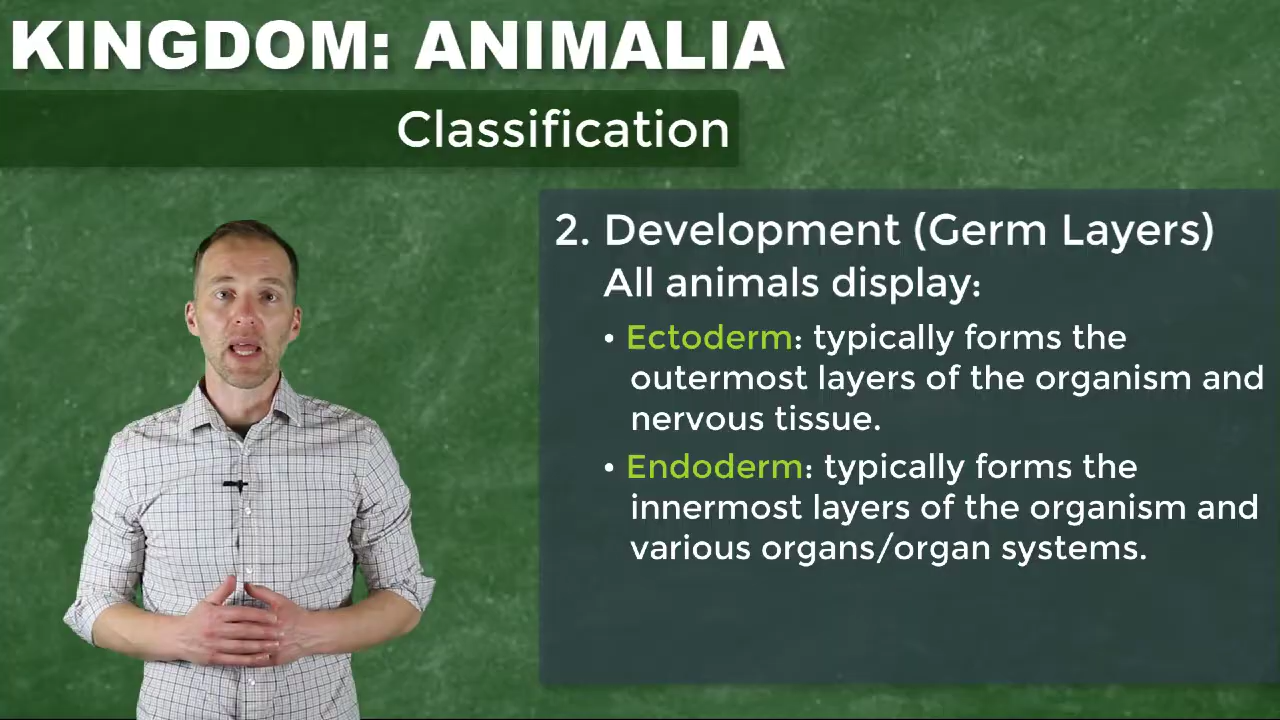 KINGDOM: ANIMALIA
Classification
2. Development (Germ Layers)
All animals display:
• Ectoderm: typically forms the
outermost layers of the organism and
nervous tissue.
• Endoderm: typically forms the
innermost layers of the organism and
various organs/organ systems.